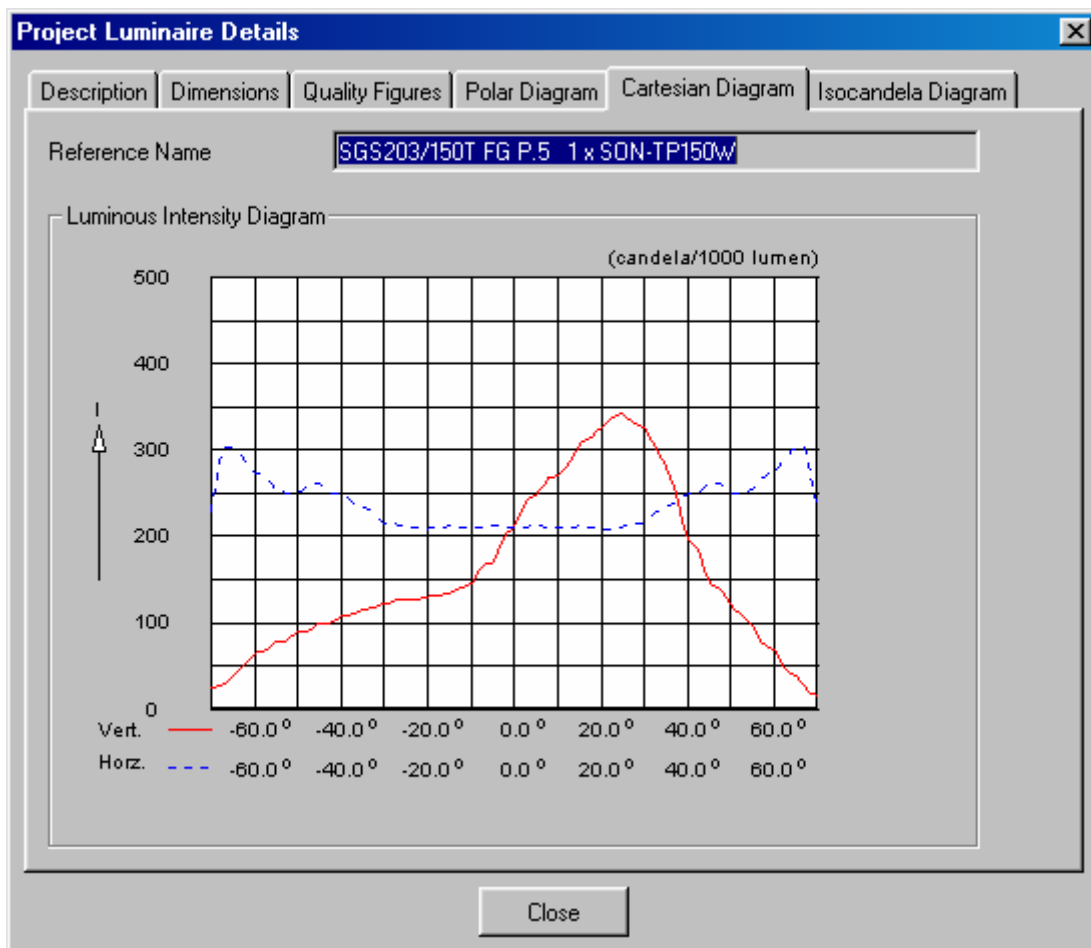 Project Luminaire Details
Description Dimensions Quality Figures Polar Diagram Cartesian Diagram Isocandela Diagram
Reference Name SGS203/150T FG P.5 1 x SON-TP150W
Luminous Intensity Diagram
(candela/1000 lumen)
500
400
I
300
200
100
0
Vert. -60.0° -40.0° -20.0° 0.0° 20.0° 40.0° 60.0°
Horz. -60.0° -40.0° -20.0° 0.0° 20.0° 40.0° 60.0°
Close